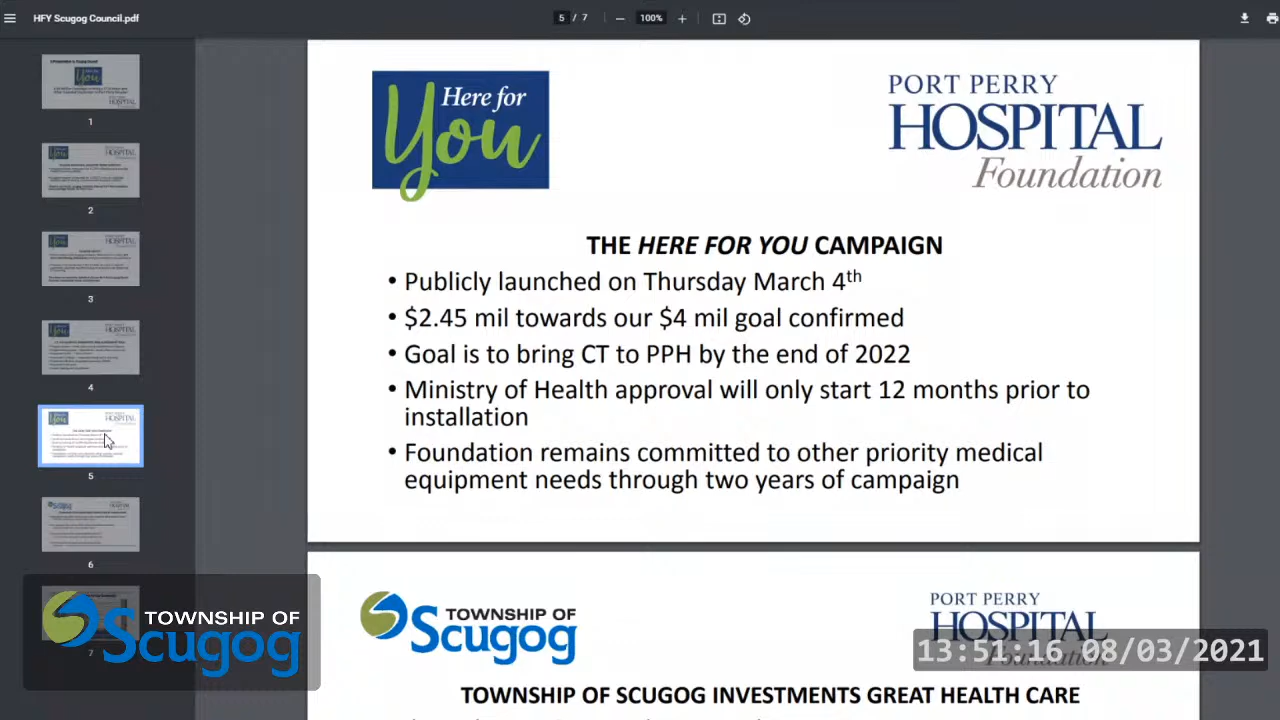 HFY Scugog Council.pdf
5 / 7
100%
1
2
3
4
5
6
7
Here for
You
PORT PERRY
HOSPITAL
Foundation
THE HERE FOR YOU CAMPAIGN
• Publicly launched on Thursday March 4th
• $2.45 mil towards our $4 mil goal confirmed
• Goal is to bring CT to PPH by the end of 2022
• Ministry of Health approval will only start 12 months prior to
installation
• Foundation remains committed to other priority medical
equipment needs through two years of campaign
TOWNSHIP OF
Scugog
PORT PERRY
HOSPITAL
Foundation
TOWNSHIP OF SCUGOG INVESTMENTS GREAT HEALTH CARE
TOWNSHIP OF
Scugog
13:51:16 08/03/2021